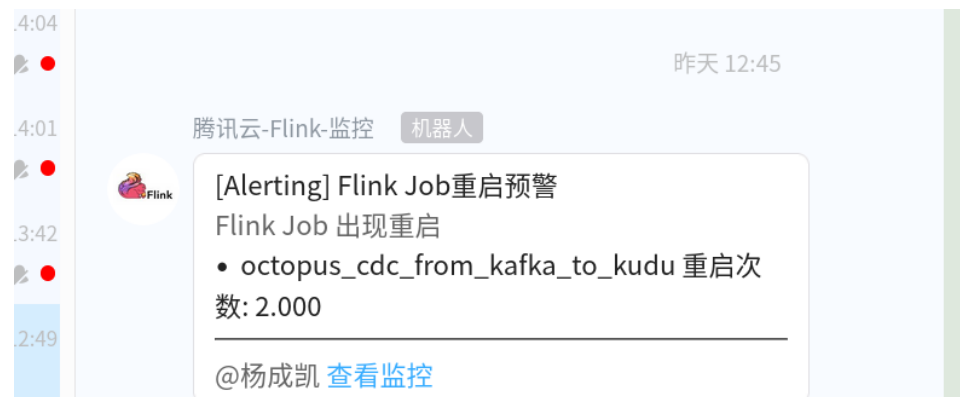 昨天 12:45
腾讯云-Flink-监控 机器人
[Alerting] Flink Job重启预警
Flink Job 出现重启
• octopus_cdc_from_kafka_to_kudu 重启次
数: 2.000
@杨成凯 查看监控
4:04
4:01
3:42
2:49
Flink